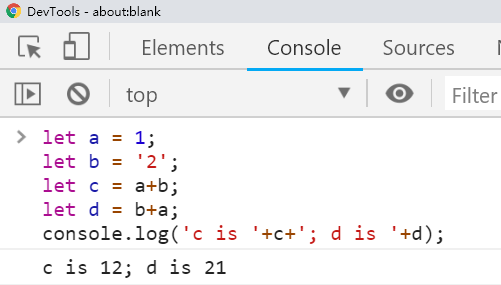 DevTools - about:blank
Elements Console Sources
top Filter
> let a = 1;
let b = '2';
let c = a+b;
let d = b+a;
console.log('c is '+c+'; d is '+d);
c is 12; d is 21